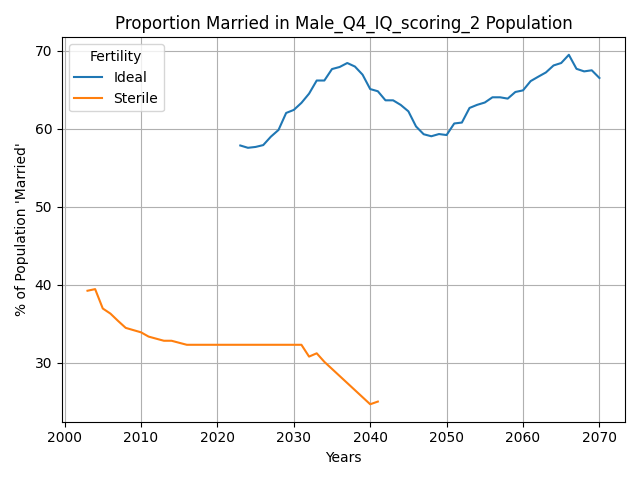 Proportion Married in Male_Q4_IQ_scoring_2 Population
% of Population 'Married'
70
60
50
40
30
Fertility
Ideal
Sterile
2000 2010 2020 2030 2040 2050 2060 2070
Years